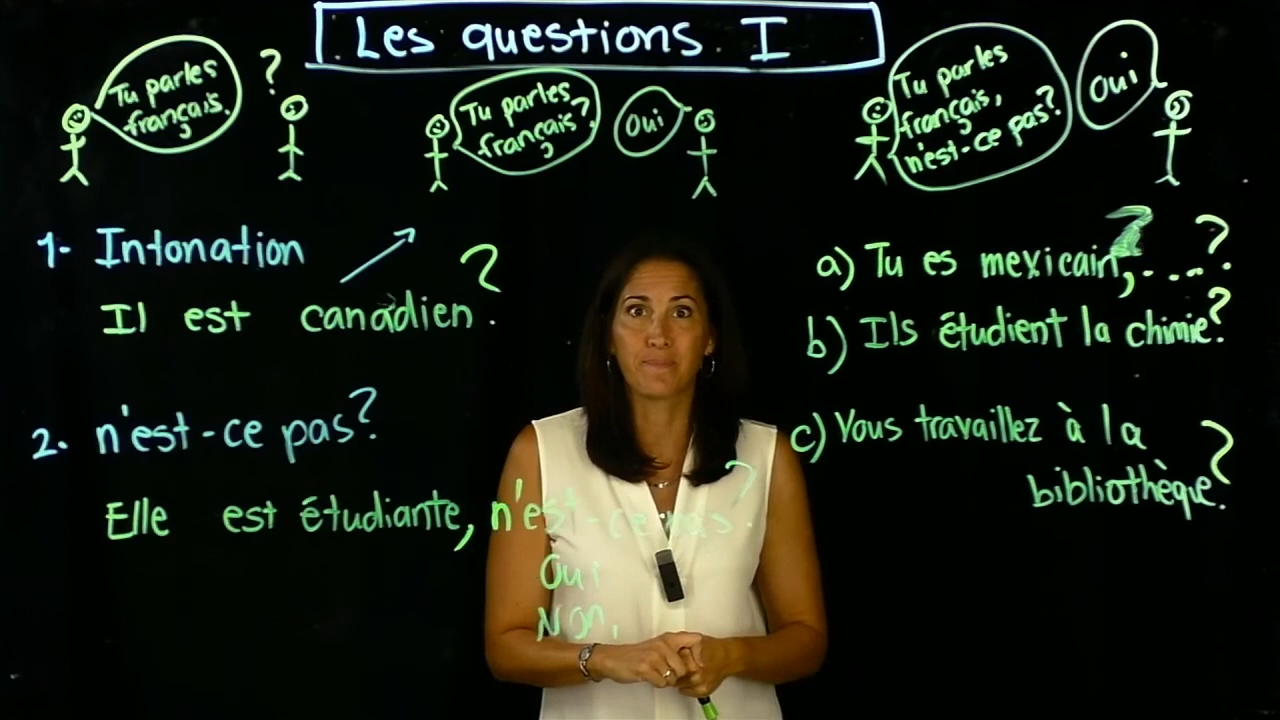 Les questions I
Tu parles
français.
?
Tu parles
français?
Oui
Tu parles
français,
n'est-ce pas?
Oui
1- Intonation
Il est canadien. ?
2. n'est-ce pas?
Elle est étudiante, n'est-ce pas?
Oui
Non,
a) Tu es mexicain, ....?
b) Ils étudient la chimie?
c) Vous travaillez à la
bibliothèque?